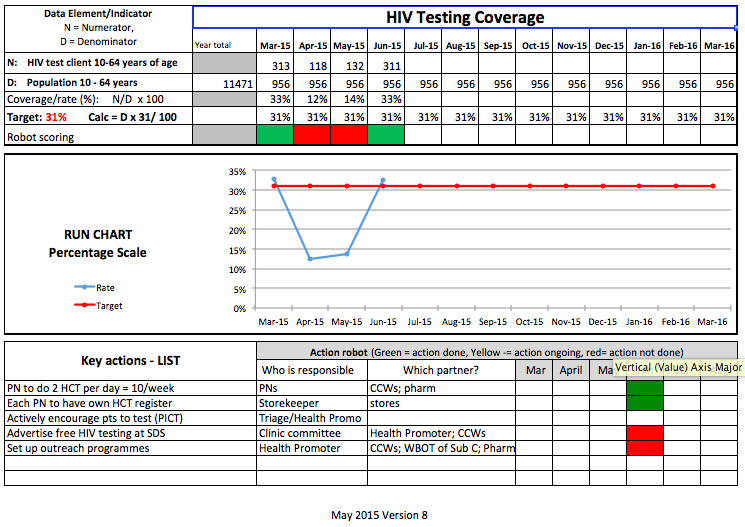 Data Element/Indicator
N = Numerator,
D = Denominator
HIV Testing Coverage
Year total Mar-15 Apr-15 May-15 Jun-15 Jul-15 Aug-15 Sep-15 Oct-15 Nov-15 Dec-15 Jan-16 Feb-16 Mar-16
N: HIV test client 10-64 years of age 313 118 132 311
D: Population 10 - 64 years 11471 956 956 956 956 956 956 956 956 956 956 956 956 956
Coverage/rate (%): N/D x 100 33% 12% 14% 33%
Target: 31% Calc = D x 31/ 100 31% 31% 31% 31% 31% 31% 31% 31% 31% 31% 31% 31% 31%
Robot scoring
RUN CHART
Percentage Scale
Rate
Target
35%
30%
25%
20%
15%
10%
5%
0%
Mar-15 Apr-15 May-15 Jun-15 Jul-15 Aug-15 Sep-15 Oct-15 Nov-15 Dec-15 Jan-16 Feb-16 Mar-16
Key actions - LIST
Action robot (Green = action done, Yellow -= action ongoing, red= action not done)
Who is responsible Which partner? Mar April Ma
Vertical (Value) Axis Major
PN to do 2 HCT per day = 10/week PNs CCWs; pharm
Each PN to have own HCT register Storekeeper stores
Actively encourage pts to test (PICT) Triage/Health Promo
Advertise free HIV testing at SDS Clinic committee Health Promoter; CCWs
Set up outreach programmes Health Promoter CCWs; WBOT of Sub C; Pharm
May 2015 Version 8